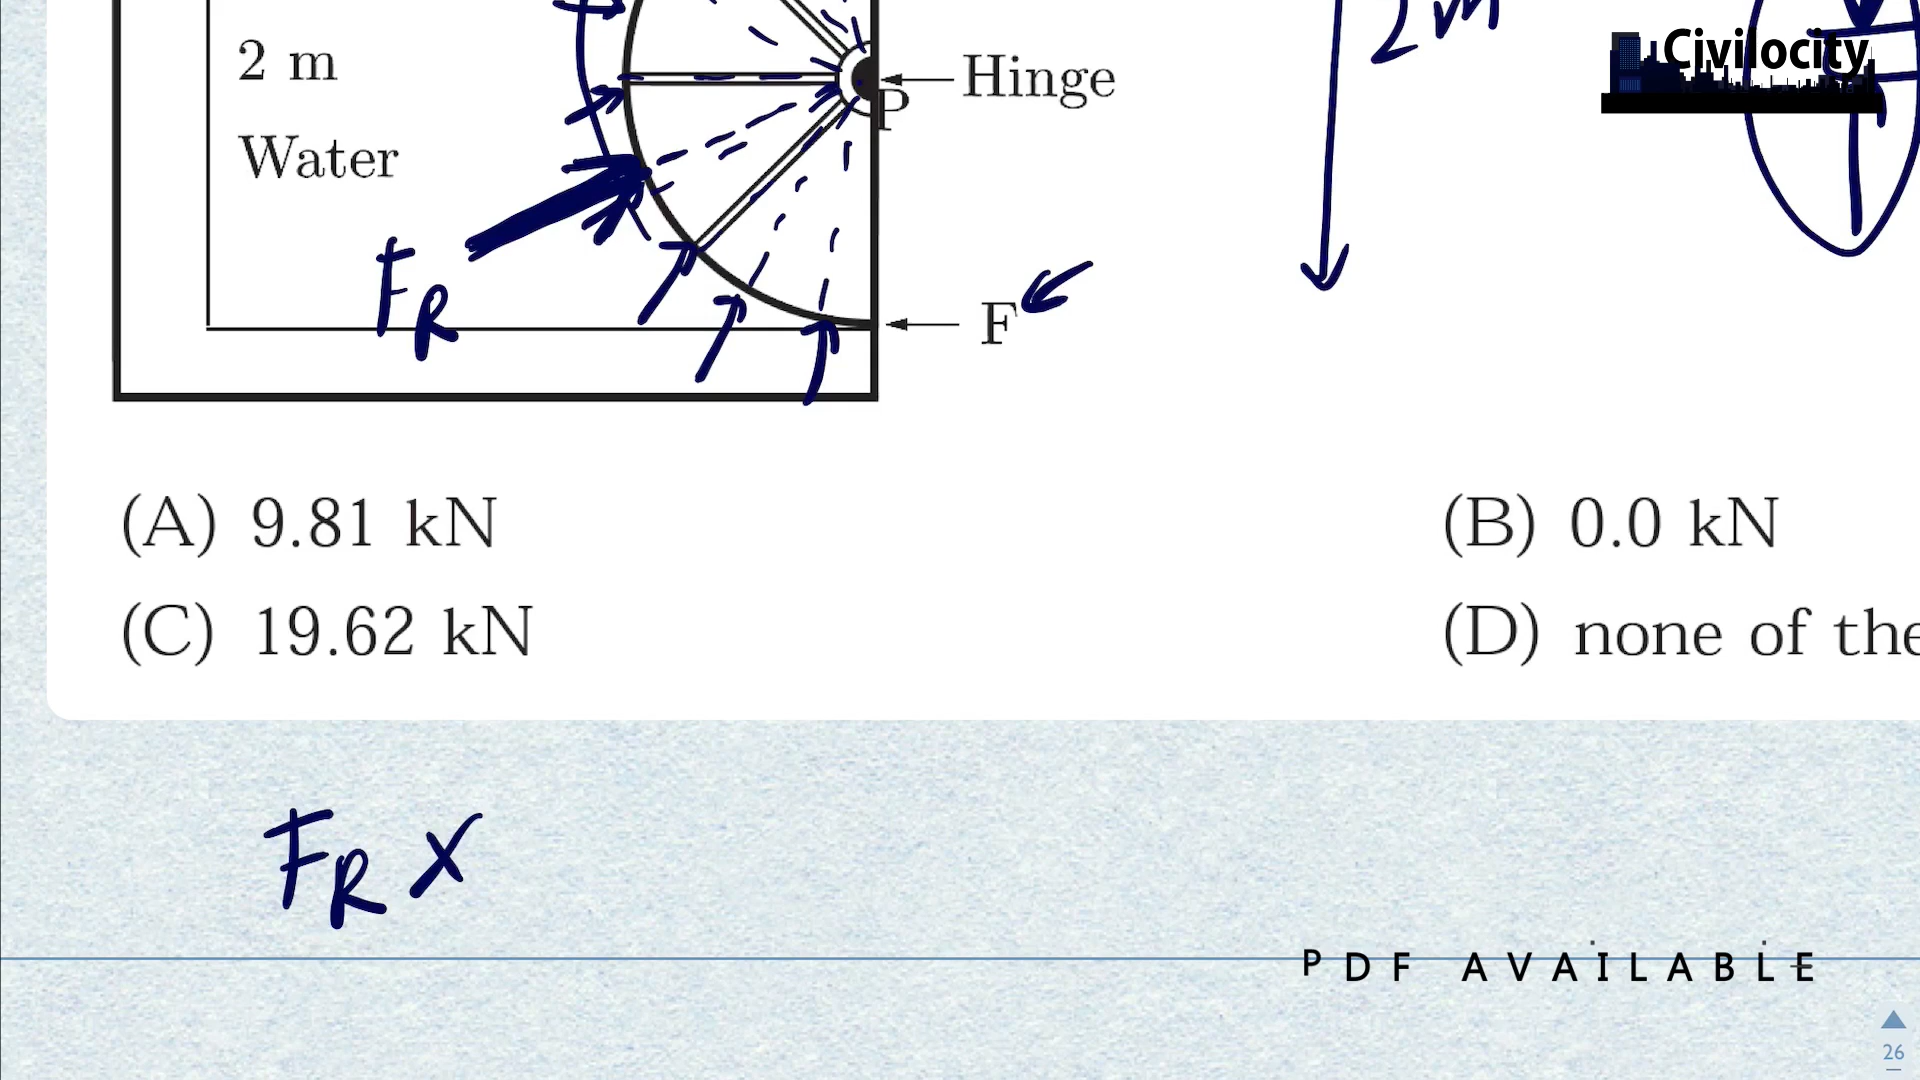 2 m
2 m
Civilocity
Hinge
P
Water
F_R
F
(A) 9.81 kN
(B) 0.0 kN
(C) 19.62 kN
(D) none of the
F_R ×
PDF AVAILABLE
26